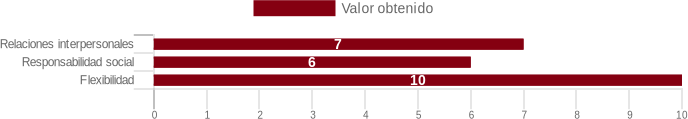 Valor obtenido
Relaciones interpersonales 7
Responsabilidad social 6
Flexibilidad 10
0 1 2 3 4 5 6 7 8 9 10